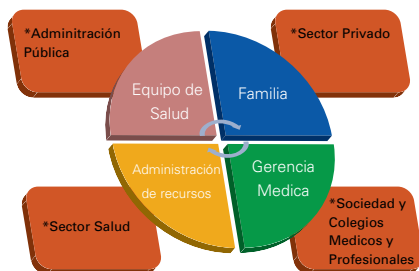 *Adminitración
Pública
*Sector Privado
Equipo de
Salud
Familia
Administración
de recursos
Gerencia
Medica
*Sector Salud
*Sociedad y
Colegios
Medicos y
Profesionales